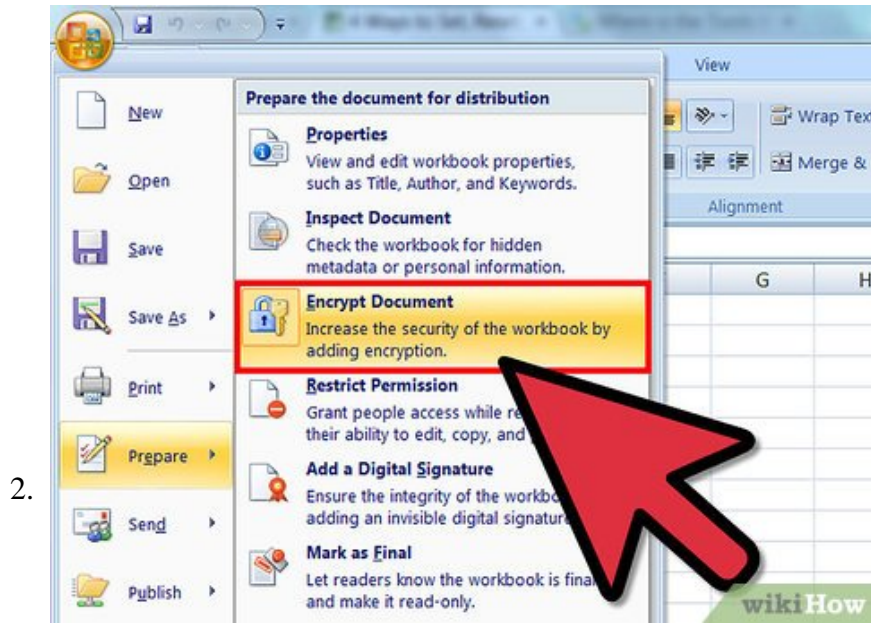 View
Prepare the document for distribution
New
Properties
View and edit workbook properties,
such as Title, Author, and Keywords.
Wrap Tex
Open
Merge &
Inspect Document
Check the workbook for hidden
metadata or personal information.
Alignment
Save
G H
Encrypt Document
Increase the security of the workbook by
adding encryption.
Save As
Restrict Permission
Grant people access while re
their ability to edit, copy, and
Print
Prepare
Add a Digital Signature
Ensure the integrity of the workbo
adding an invisible digital signature
2.
Send
Mark as Final
Let readers know the workbook is final
and make it read-only.
Publish
wikiHow